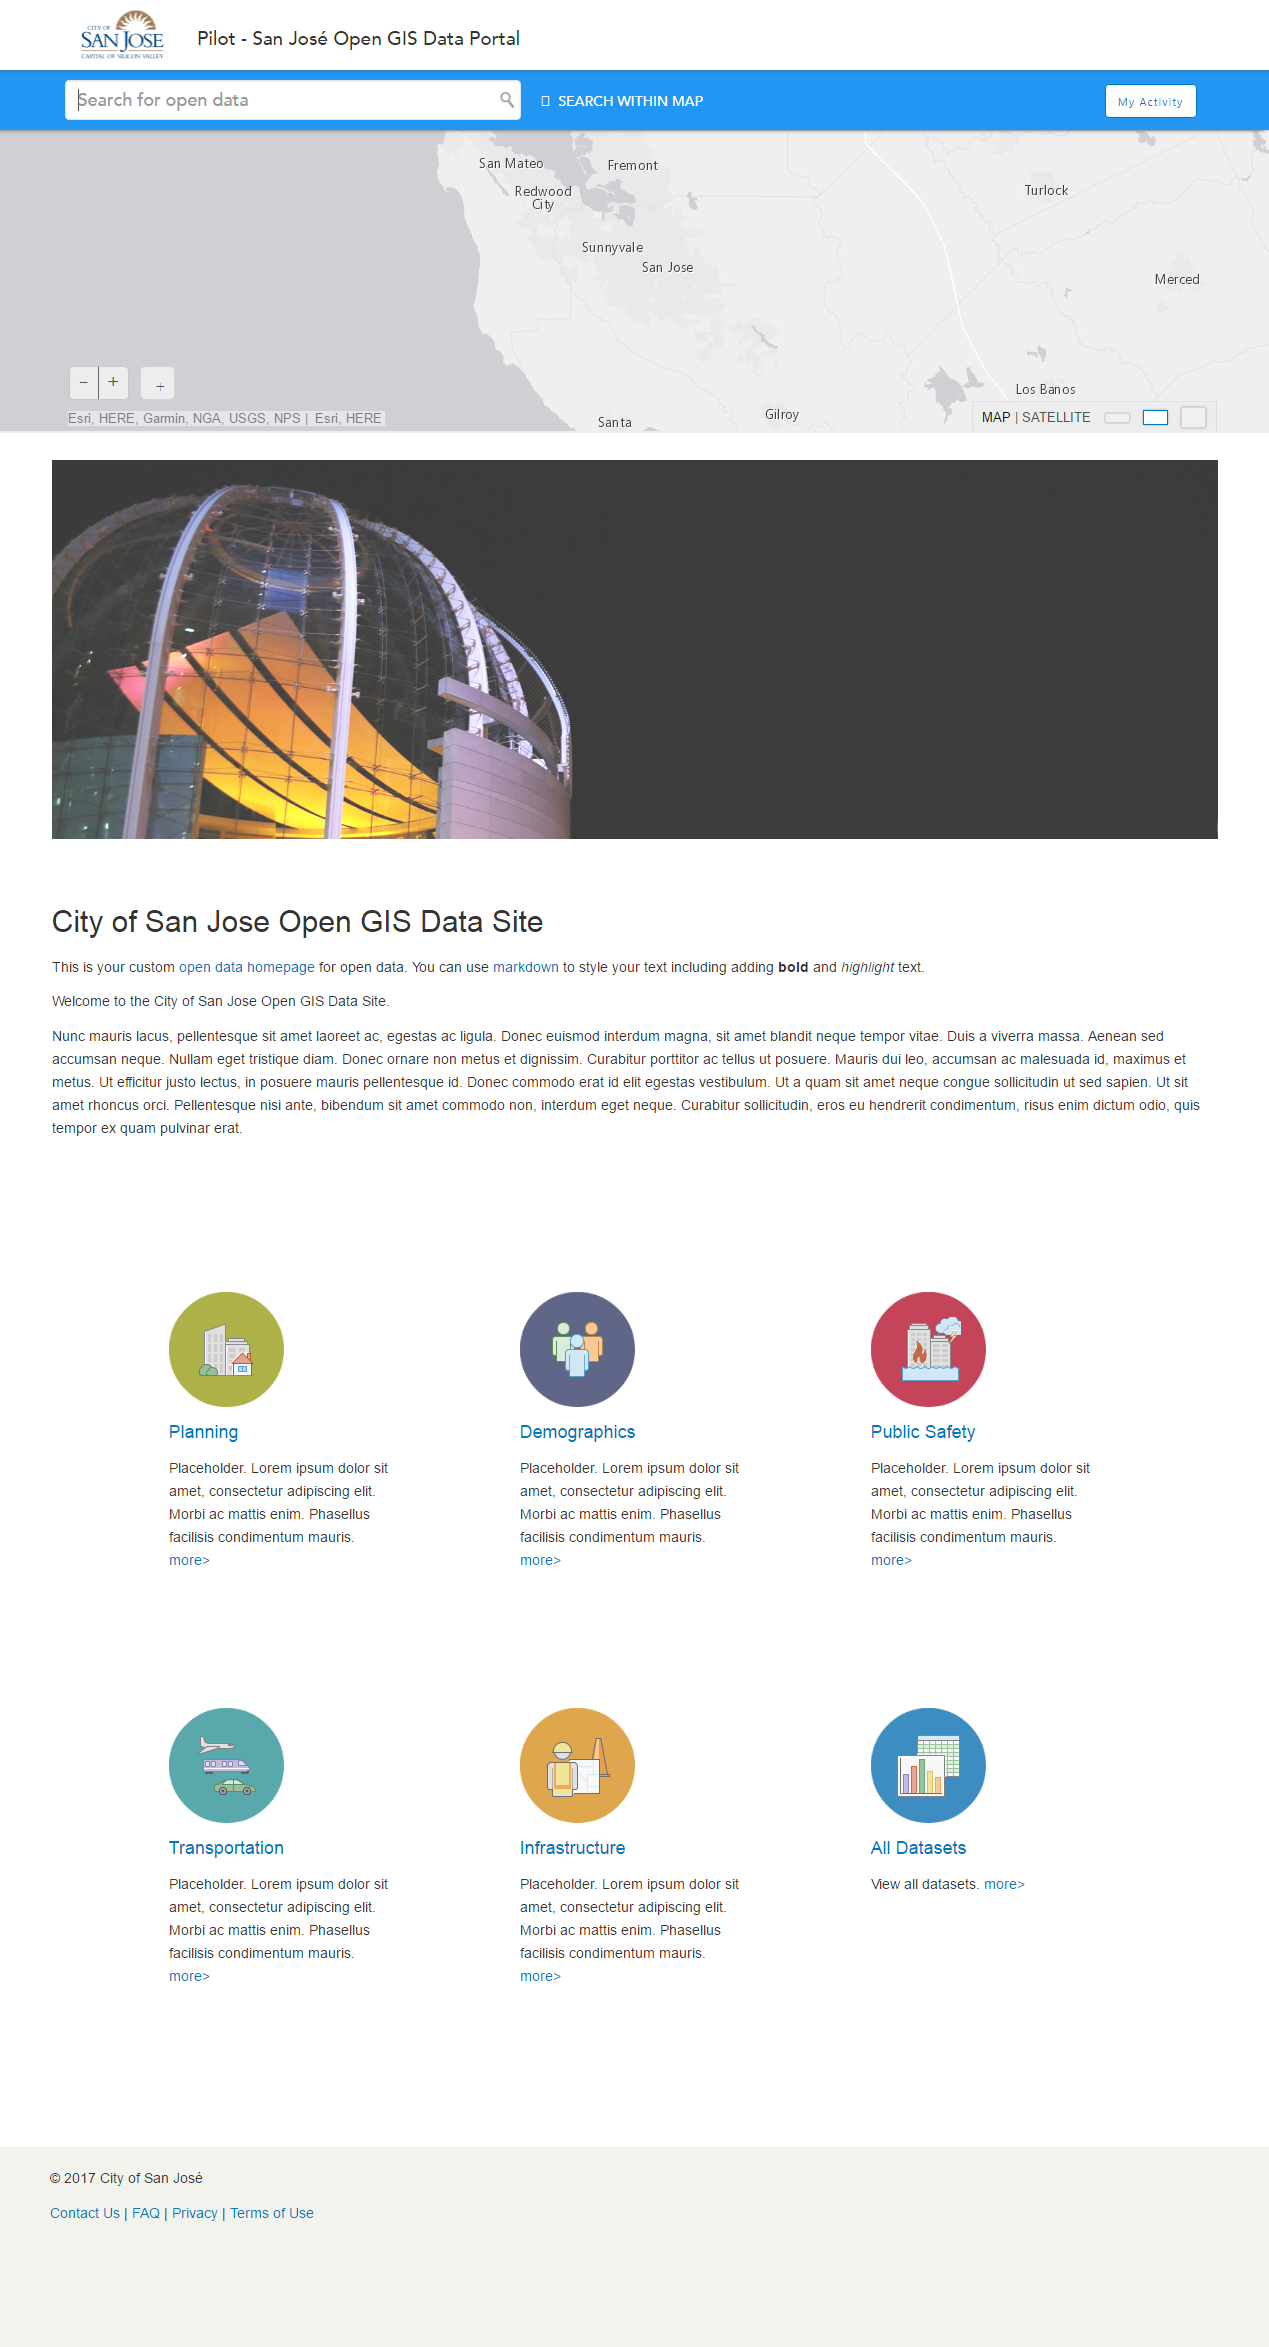 CITY OF
SAN JOSE
CAPITAL OF SILICON VALLEY
Pilot - San José Open GIS Data Portal
Search for open data
SEARCH WITHIN MAP
My Activity
San Mateo
Fremont
Redwood
City
Turlock
Sunnyvale
San Jose
Merced
Los Banos
Gilroy
Santa
− +
+
Esri, HERE, Garmin, NGA, USGS, NPS | Esri, HERE
MAP | SATELLITE
City of San Jose Open GIS Data Site
This is your custom open data homepage for open data. You can use markdown to style your text including adding bold and highlight text.
Welcome to the City of San Jose Open GIS Data Site.
Nunc mauris lacus, pellentesque sit amet laoreet ac, egestas ac ligula. Donec euismod interdum magna, sit amet blandit neque tempor vitae. Duis a viverra massa. Aenean sed
accumsan neque. Nullam eget tristique diam. Donec ornare non metus et dignissim. Curabitur porttitor ac tellus ut posuere. Mauris dui leo, accumsan ac malesuada id, maximus et
metus. Ut efficitur justo lectus, in posuere mauris pellentesque id. Donec commodo erat id elit egestas vestibulum. Ut a quam sit amet neque congue sollicitudin ut sed sapien. Ut sit
amet rhoncus orci. Pellentesque nisi ante, bibendum sit amet commodo non, interdum eget neque. Curabitur sollicitudin, eros eu hendrerit condimentum, risus enim dictum odio, quis
tempor ex quam pulvinar erat.
Planning
Placeholder. Lorem ipsum dolor sit
amet, consectetur adipiscing elit.
Morbi ac mattis enim. Phasellus
facilisis condimentum mauris.
more>
Demographics
Placeholder. Lorem ipsum dolor sit
amet, consectetur adipiscing elit.
Morbi ac mattis enim. Phasellus
facilisis condimentum mauris.
more>
Public Safety
Placeholder. Lorem ipsum dolor sit
amet, consectetur adipiscing elit.
Morbi ac mattis enim. Phasellus
facilisis condimentum mauris.
more>
Transportation
Placeholder. Lorem ipsum dolor sit
amet, consectetur adipiscing elit.
Morbi ac mattis enim. Phasellus
facilisis condimentum mauris.
more>
Infrastructure
Placeholder. Lorem ipsum dolor sit
amet, consectetur adipiscing elit.
Morbi ac mattis enim. Phasellus
facilisis condimentum mauris.
more>
All Datasets
View all datasets. more>
© 2017 City of San José
Contact Us | FAQ | Privacy | Terms of Use